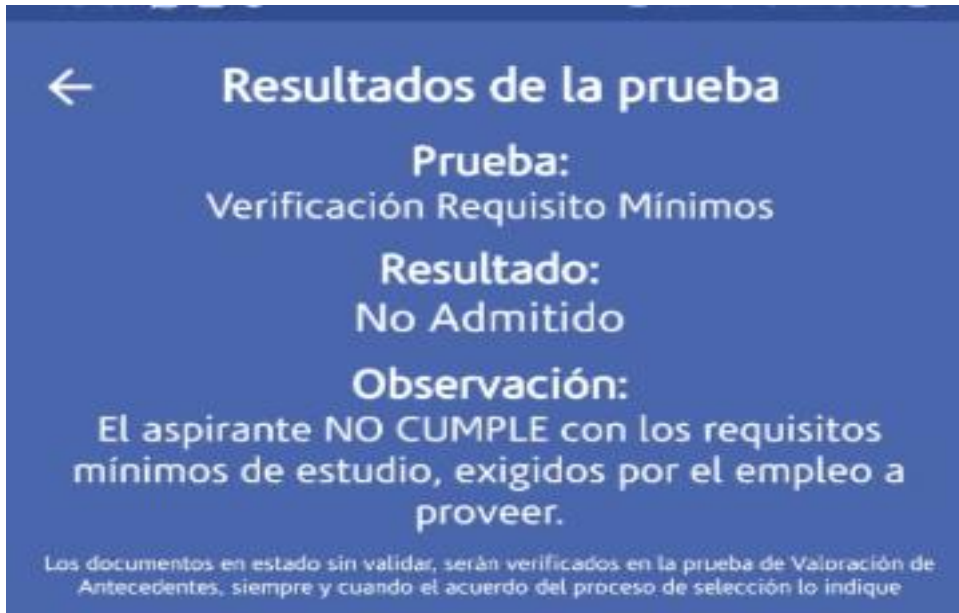 Resultados de la prueba
Prueba:
Verificación Requisito Mínimos
Resultado:
No Admitido
Observación:
El aspirante NO CUMPLE con los requisitos
mínimos de estudio, exigidos por el empleo a
proveer.
Los documentos en estado sin validar, serán verificados en la prueba de Valoración de
Antecedentes, siempre y cuando el acuerdo del proceso de selección lo indique